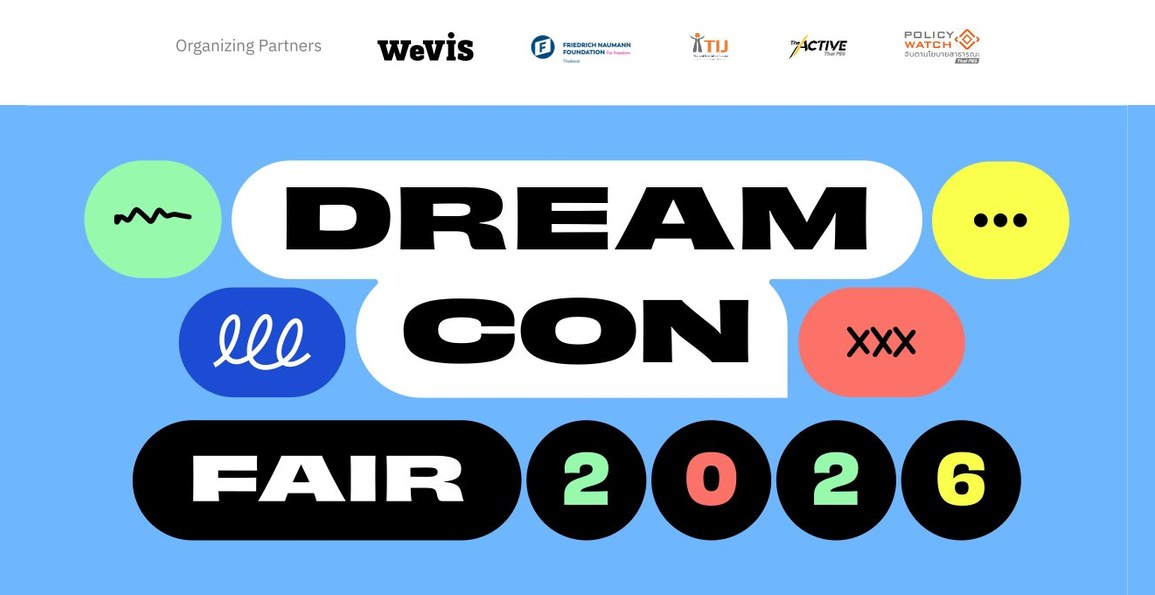 Organizing Partners
WeVis
FRIEDRICH NAUMANN
FOUNDATION For Freedom.
Thailand
TIJ
The ACTIVE
Thai PBS
POLICY
WATCH
จับตานโยบายสาธารณะ
Thai PBS
DREAM
CON
xxx
FAIR 2026